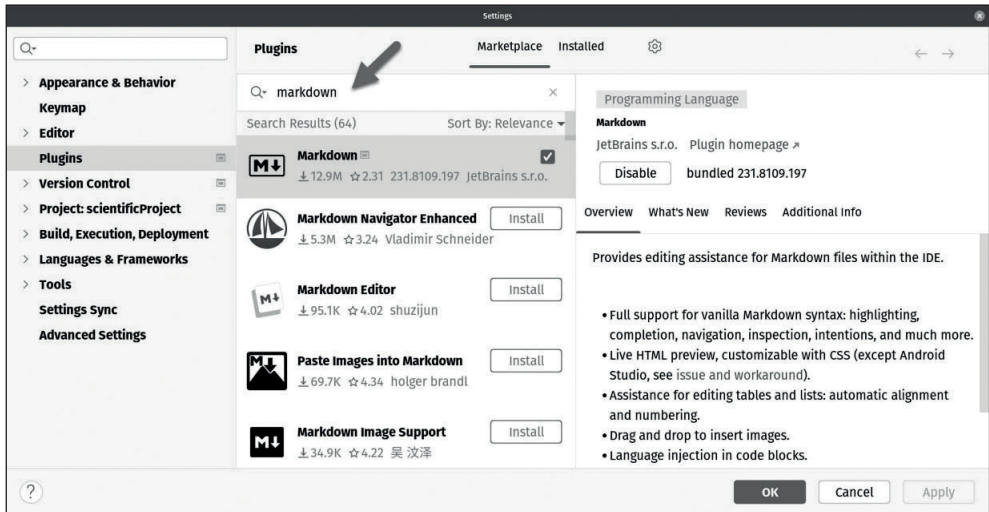 Settings
Appearance & Behavior
Keymap
Editor
Plugins
Version Control
Project: scientificProject
Build, Execution, Deployment
Languages & Frameworks
Tools
Settings Sync
Advanced Settings
Plugins
Marketplace Installed
markdown
Search Results (64) Sort By: Relevance
M↓ Markdown
12.9M ☆2.31 231.8109.197 JetBrains s.r.o.
Markdown Navigator Enhanced Install
5.3M ☆3.24 Vladimir Schneider
M↓ Markdown Editor Install
95.1K ☆4.02 shuzijun
M↓ Paste Images into Markdown Install
69.7K ☆4.34 holger brandl
M↓ Markdown Image Support Install
34.9K ☆4.22 吴 汶泽
Programming Language
Markdown
JetBrains s.r.o. Plugin homepage ↗
Disable bundled 231.8109.197
Overview What's New Reviews Additional Info
Provides editing assistance for Markdown files within the IDE.
• Full support for vanilla Markdown syntax: highlighting,
completion, navigation, inspection, intentions, and much more.
• Live HTML preview, customizable with CSS (except Android
Studio, see issue and workaround).
• Assistance for editing tables and lists: automatic alignment
and numbering.
• Drag and drop to insert images.
• Language injection in code blocks.
? OK Cancel Apply